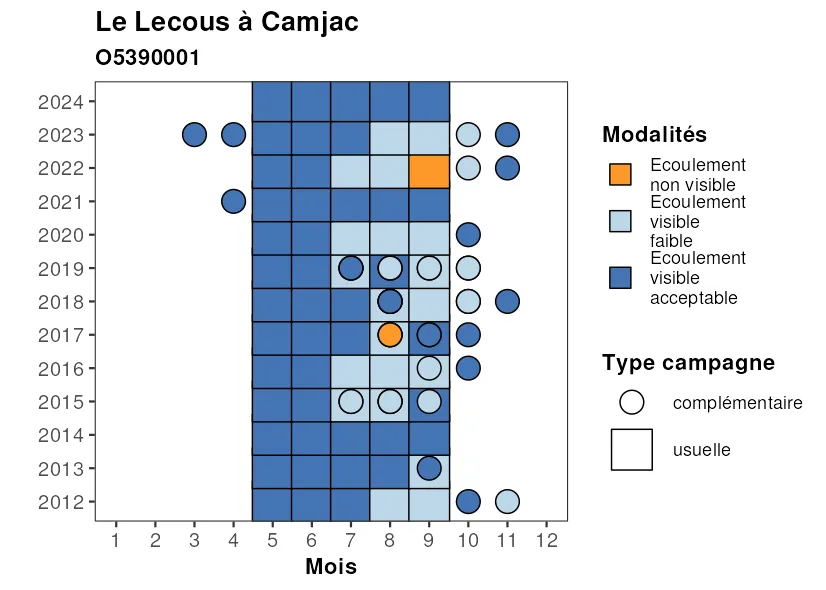 Le Lecous à Camjac
O5390001
2024
2023
2022
2021
2020
2019
2018
2017
2016
2015
2014
2013
2012
1 2 3 4 5 6 7 8 9 10 11 12
Mois
Modalités
Ecoulement
non visible
Ecoulement
visible
faible
Ecoulement
visible
acceptable
Type campagne
complémentaire
usuelle